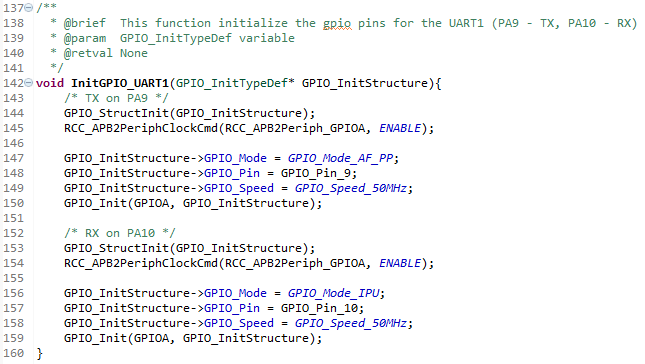 137 /**
138  * @brief  This function initialize the gpio pins for the UART1 (PA9 - TX, PA10 - RX)
139  * @param  GPIO_InitTypeDef variable
140  * @retval None
141  */
142 void InitGPIO_UART1(GPIO_InitTypeDef* GPIO_InitStructure){
143     /* TX on PA9 */
144     GPIO_StructInit(GPIO_InitStructure);
145     RCC_APB2PeriphClockCmd(RCC_APB2Periph_GPIOA, ENABLE);
146
147     GPIO_InitStructure->GPIO_Mode = GPIO_Mode_AF_PP;
148     GPIO_InitStructure->GPIO_Pin = GPIO_Pin_9;
149     GPIO_InitStructure->GPIO_Speed = GPIO_Speed_50MHz;
150     GPIO_Init(GPIOA, GPIO_InitStructure);
151
152     /* RX on PA10 */
153     GPIO_StructInit(GPIO_InitStructure);
154     RCC_APB2PeriphClockCmd(RCC_APB2Periph_GPIOA, ENABLE);
155
156     GPIO_InitStructure->GPIO_Mode = GPIO_Mode_IPU;
157     GPIO_InitStructure->GPIO_Pin = GPIO_Pin_10;
158     GPIO_InitStructure->GPIO_Speed = GPIO_Speed_50MHz;
159     GPIO_Init(GPIOA, GPIO_InitStructure);
160 }